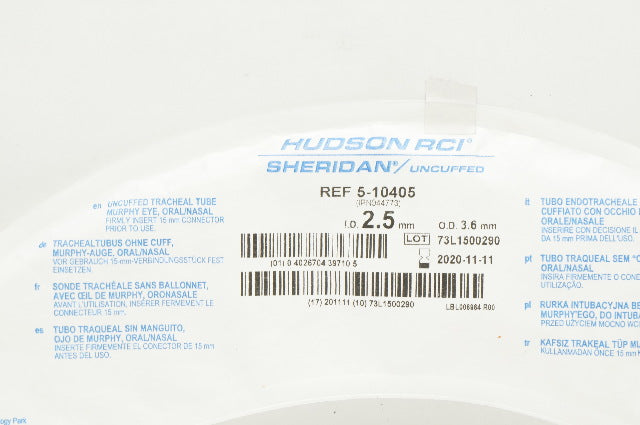 HUDSON RCI®
SHERIDAN®/ UNCUFFED
REF 5-10405
(IPN044773)
I.D. 2.5 mm O.D. 3.6 mm
LOT 73L1500290
2020-11-11
(01) 0 4026704 39710 5
(17) 201111 (10) 73L1500290
LBL006984 R00
en UNCUFFED TRACHEAL TUBE
MURPHY EYE, ORAL/NASAL
FIRMLY INSERT 15 mm CONNECTOR
PRIOR TO USE.
de TRACHEALTUBUS OHNE CUFF,
MURPHY-AUGE, ORAL/NASAL
VOR GEBRAUCH 15-mm-VERBINDUNGSSTÜCK FEST
EINSETZEN.
fr SONDE TRACHÉALE SANS BALLONNET,
AVEC ŒIL DE MURPHY, ORONASALE
AVANT L'UTILISATION, INSÉRER FERMEMENT LE
CONNECTEUR 15 mm.
es TUBO TRAQUEAL SIN MANGUITO,
OJO DE MURPHY, ORAL/NASAL
INSERTE FIRMEMENTE EL CONECTOR DE 15 mm
ANTES DEL USO.
it TUBO ENDOTRACHEALE
CUFFIATO CON OCCHIO
ORALE/NASALE
INSERIRE CON DECISIONE IL
DA 15 mm PRIMA DELL'USO.
pt TUBO TRAQUEAL SEM
ORAL/NASAL
INSIRA FIRMEMENTE O
UTILIZAÇÃO.
pl RURKA INTUBACYJNA BE
MURPHY'EGO, DO INTUB
PRZED UŻYCIEM MOCNO
tr KAFSIZ TRAKEAL TÜP MU
KULLANMADAN ÖNCE 15 mm
ogy Park